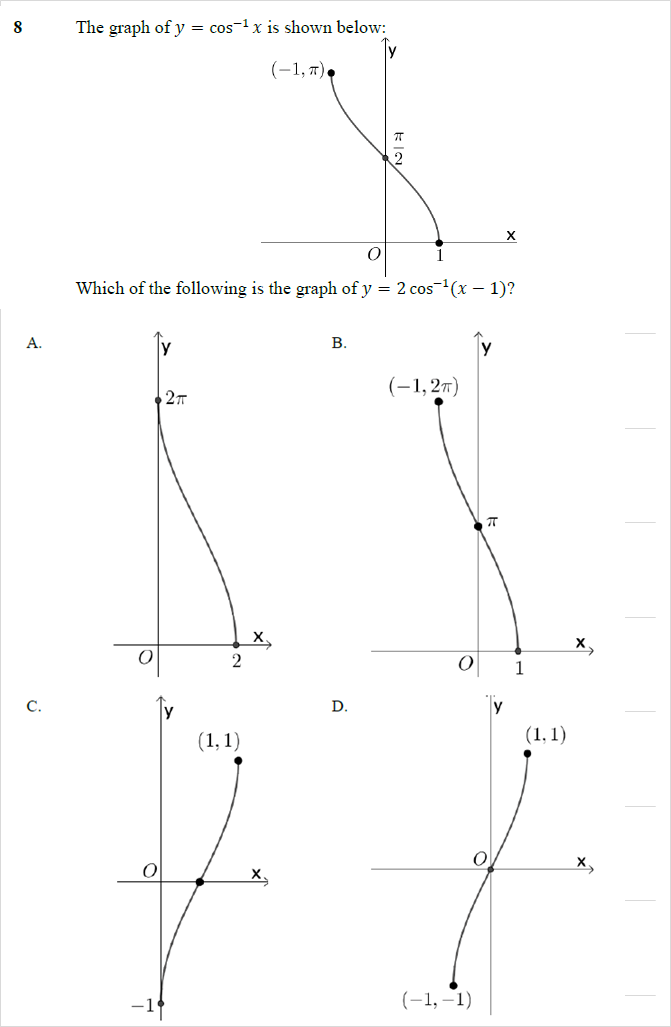 8 The graph of y = cos⁻¹ x is shown below:
y
(−1, π)
π/2
x
O 1
Which of the following is the graph of y = 2 cos⁻¹(x − 1)?
A.
y
2π
x
O 2
B.
y
(−1, 2π)
π
x
O 1
C.
y
(1, 1)
O
x
−1
D.
y
(1, 1)
O
x
(−1, −1)